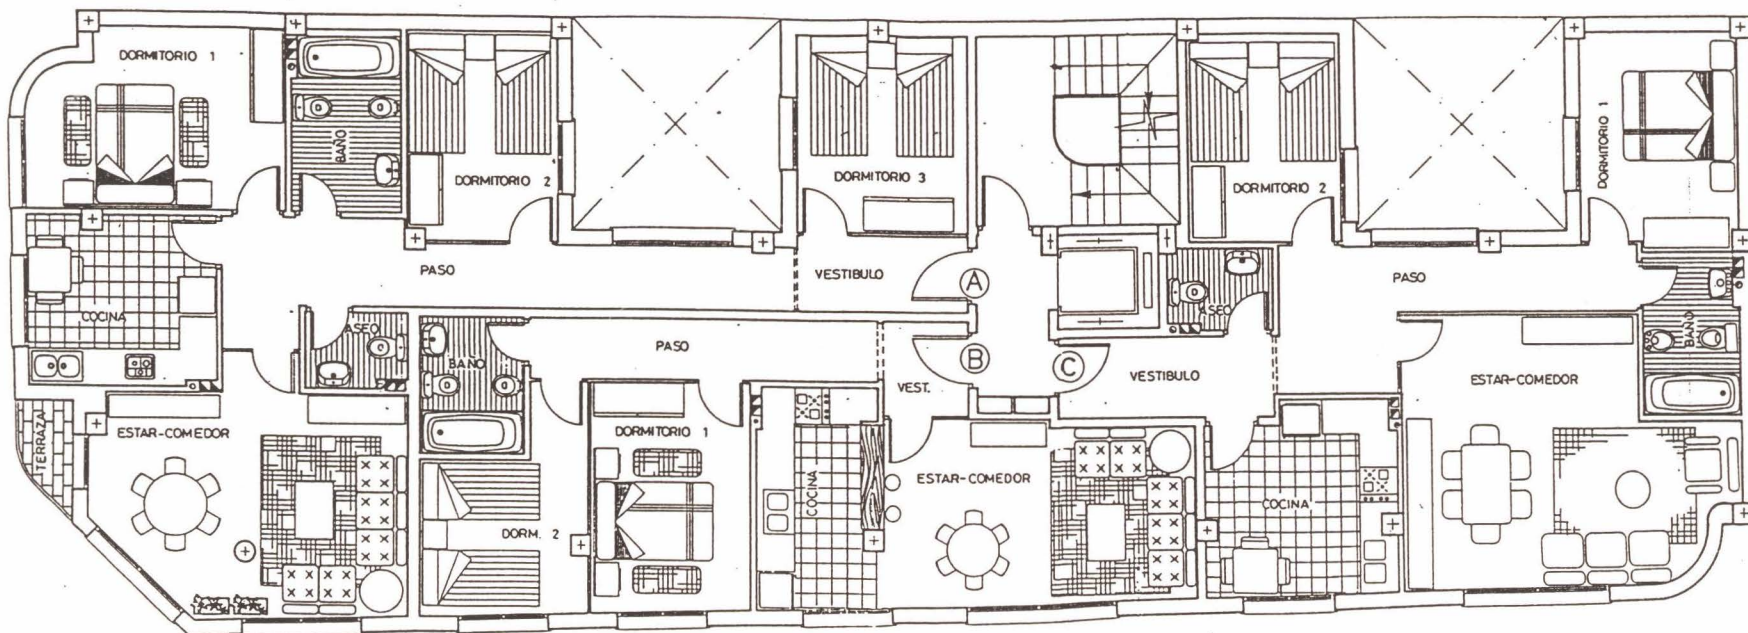 DORMITORIO 1
BAÑO
DORMITORIO 2
DORMITORIO 3
DORMITORIO 2
DORMITORIO 1
PASO
VESTIBULO
A
PASO
COCINA
ASEO
BAÑO
PASO
B
C
ASEO
VESTIBULO
BAÑO
VEST.
ESTAR-COMEDOR
TERRAZA
ESTAR-COMEDOR
DORMITORIO 1
COCINA
ESTAR-COMEDOR
COCINA
DORM. 2